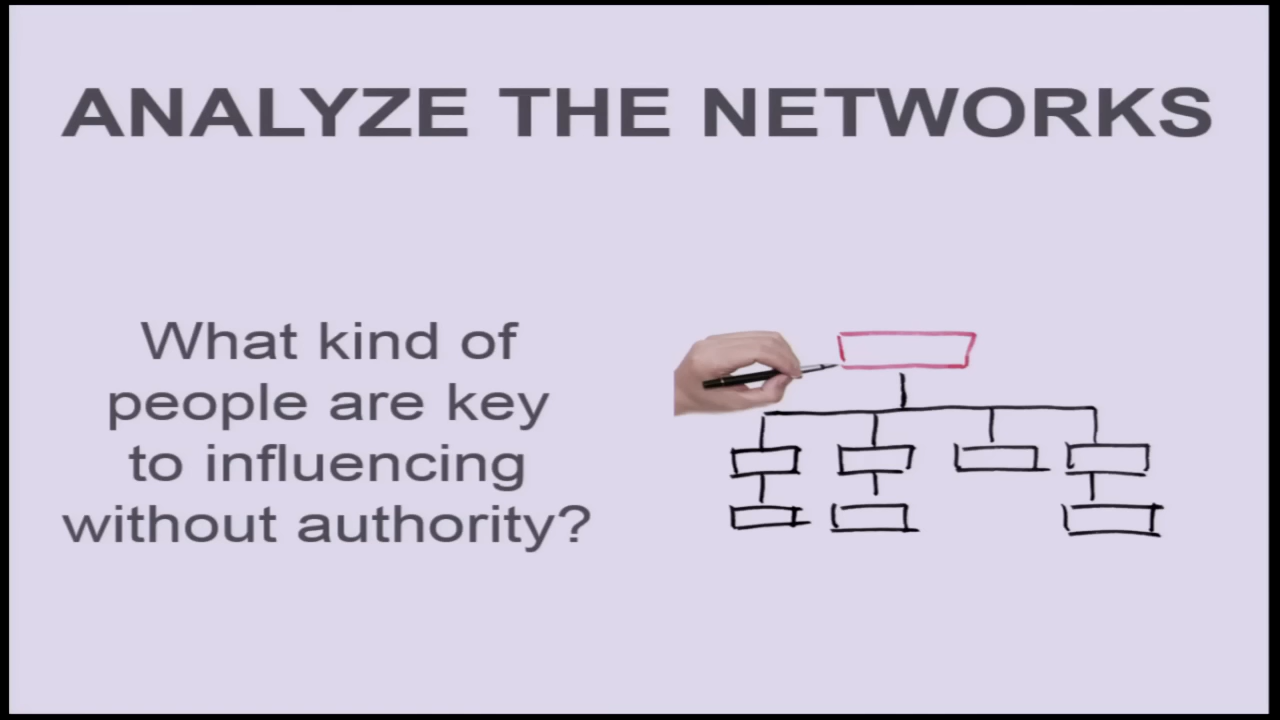 ANALYZE THE NETWORKS
What kind of
people are key
to influencing
without authority?